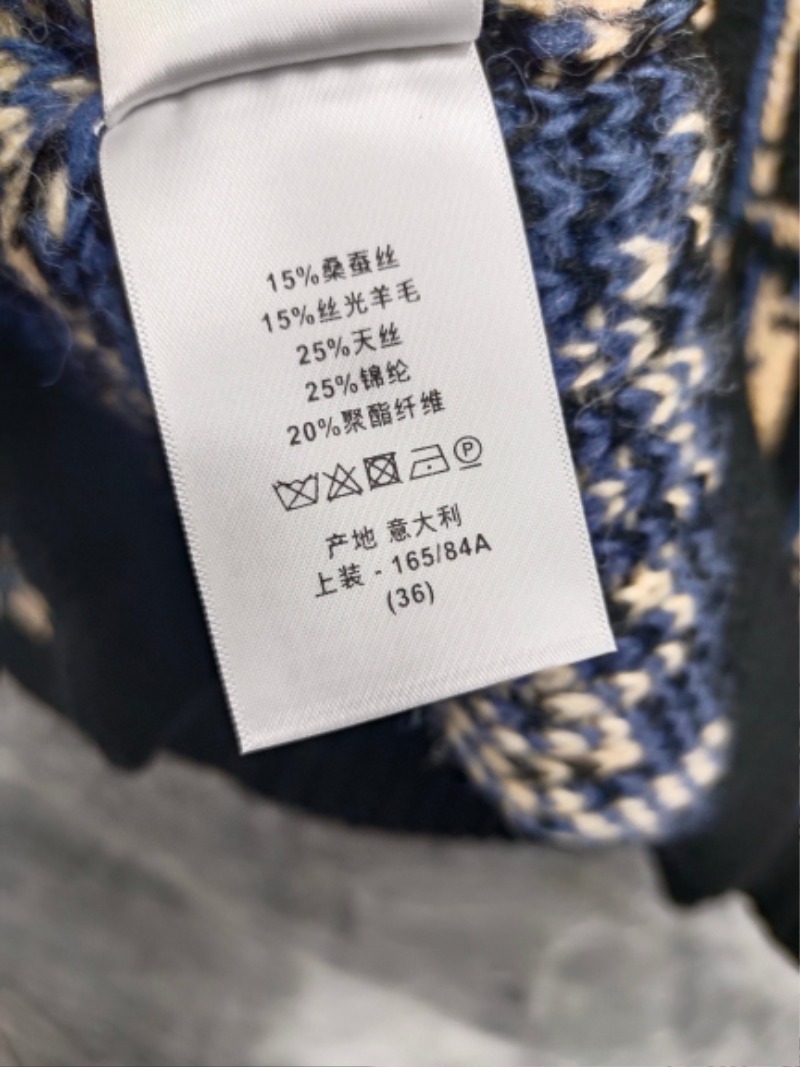 15%桑蚕丝
15%丝光羊毛
25%天丝
25%锦纶
20%聚酯纤维
P
产地 意大利
上装 - 165/84A
(36)